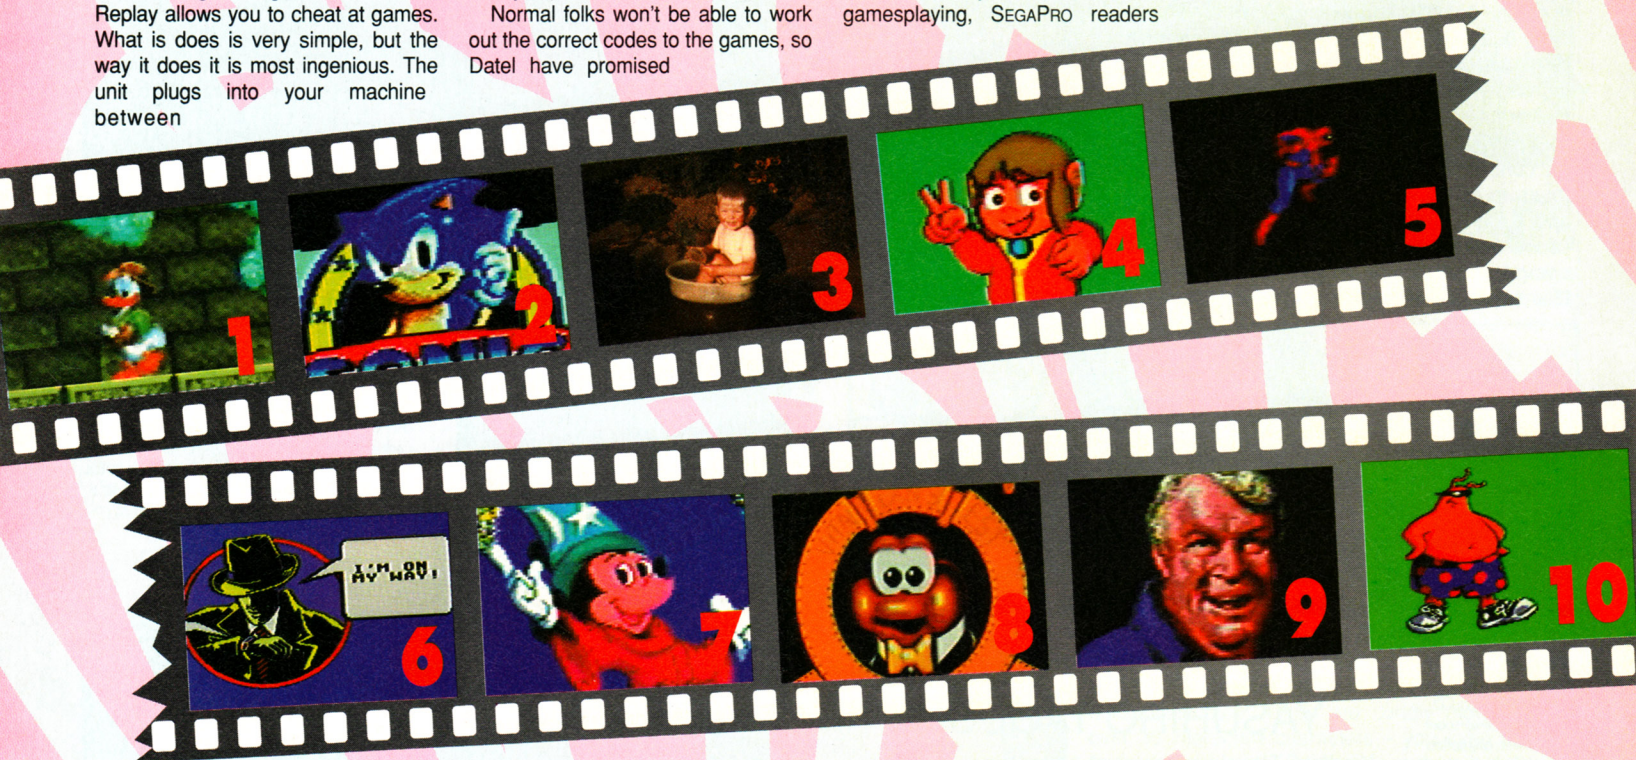 Replay allows you to cheat at games.
What is does is very simple, but the
way it does it is most ingenious. The
unit plugs into your machine
between
Normal folks won't be able to work
out the correct codes to the games, so
Datel have promised
gamesplaying, SEGAPRO readers
1
2
SONIC
3
4
5
I'M ON
MY WAY!
6
7
8
9
10